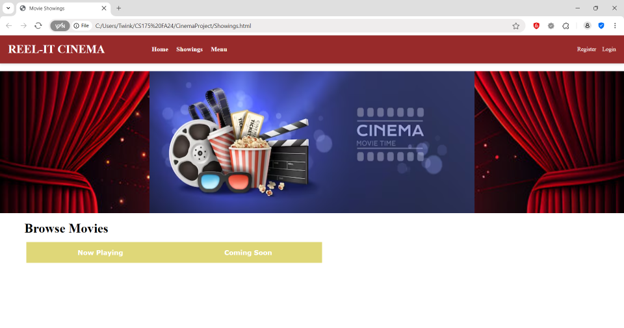 Movie Showings
File
C:/Users/Twink/CS175%20FA24/CinemaProject/Showings.html
REEL-IT CINEMA
Home Showings Menu
Register Login
CINEMA
MOVIE TIME
Browse Movies
Now Playing
Coming Soon